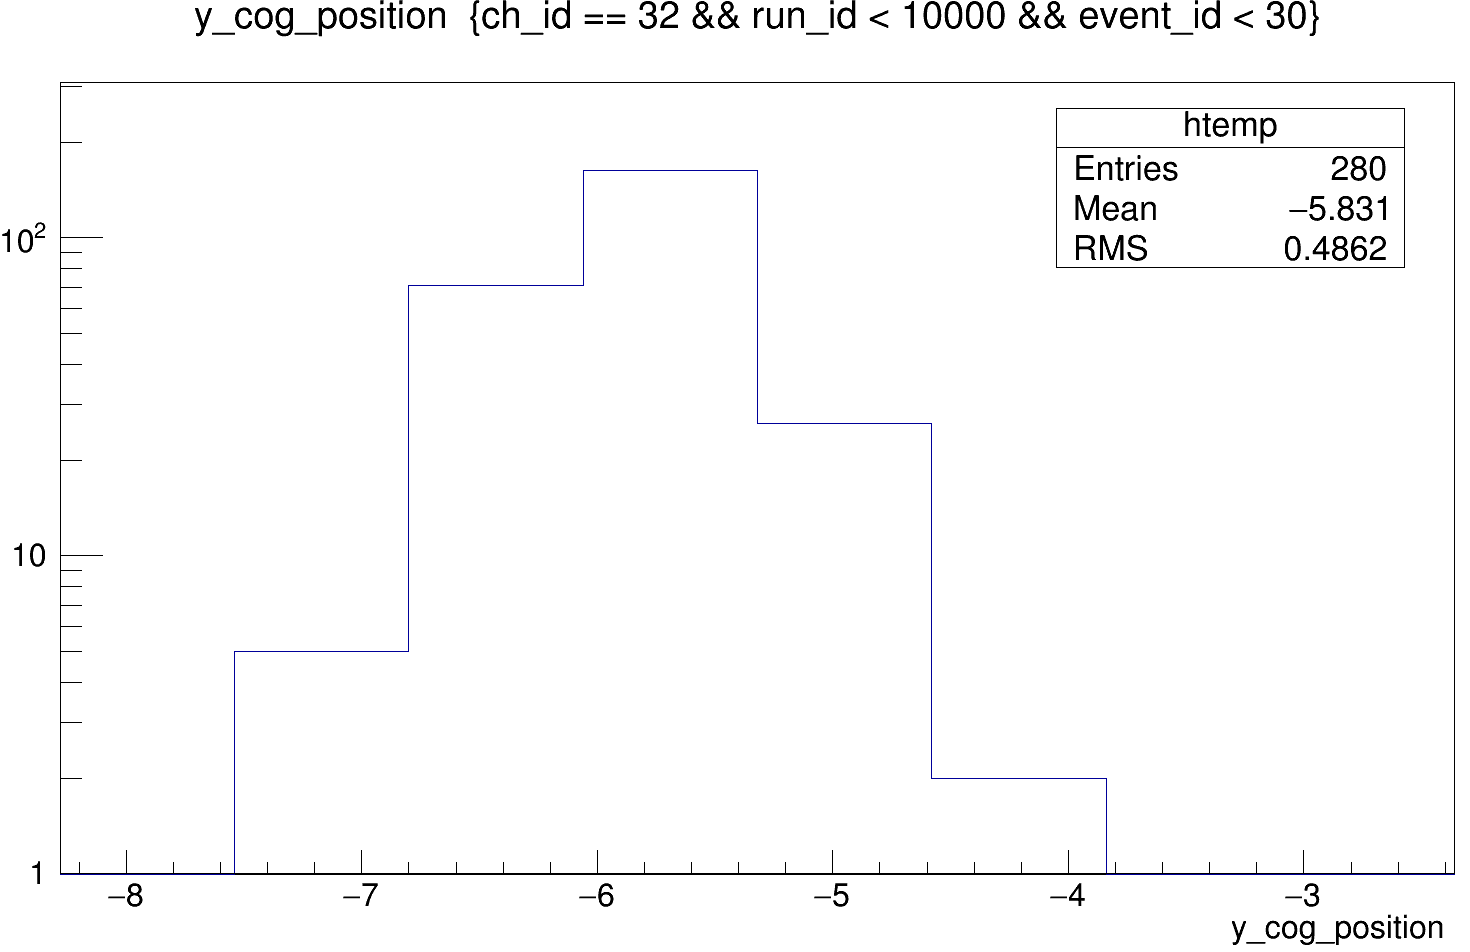 y_cog_position {ch_id == 32 && run_id < 10000 && event_id < 30}
htemp
Entries 280
Mean −5.831
RMS 0.4862
10²
10
1
−8 −7 −6 −5 −4 −3
y_cog_position